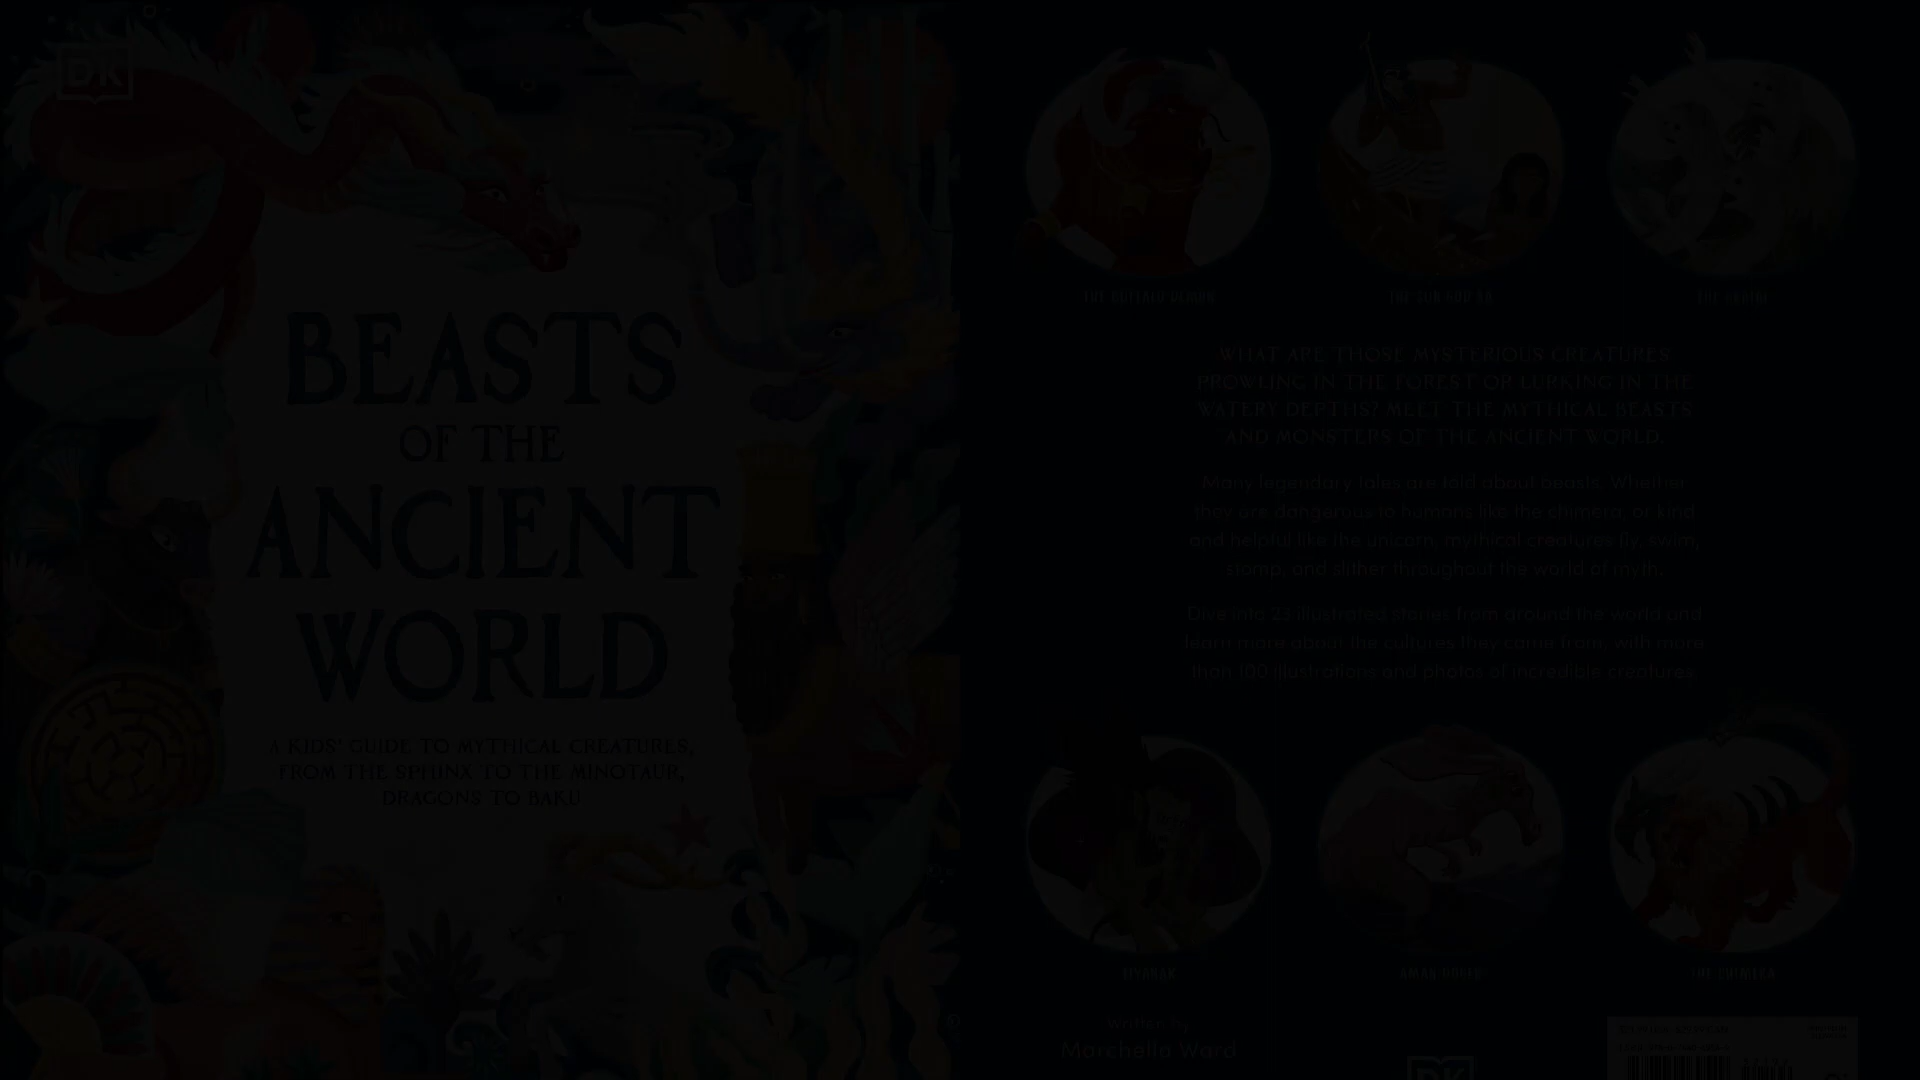 DK
BEASTS
OF THE
ANCIENT
WORLD
A KIDS' GUIDE TO MYTHICAL CREATURES,
FROM THE SPHINX TO THE MINOTAUR,
DRAGONS TO BAKU
THE BUFFALO DEMON
THE SUN GOD RA
WHAT ARE THOSE MYSTERIOUS CREATURES
PROWLING IN THE FOREST OR LURKING IN THE
WATERY DEPTHS? MEET THE MYTHICAL BEASTS
AND MONSTERS OF THE ANCIENT WORLD.
Many legendary tales are told about beasts. Whether
they are dangerous to humans like the chimera, or kind
and helpful like the unicorn, mythical creatures fly, swim,
stomp, and slither throughout the world of myth.
Dive into 23 illustrated stories from around the world and
learn more about the cultures they came from, with more
than 100 illustrations and photos of incredible creatures.
TIYANAK
THE CHIMERA
Written by
Marchella Ward
DK